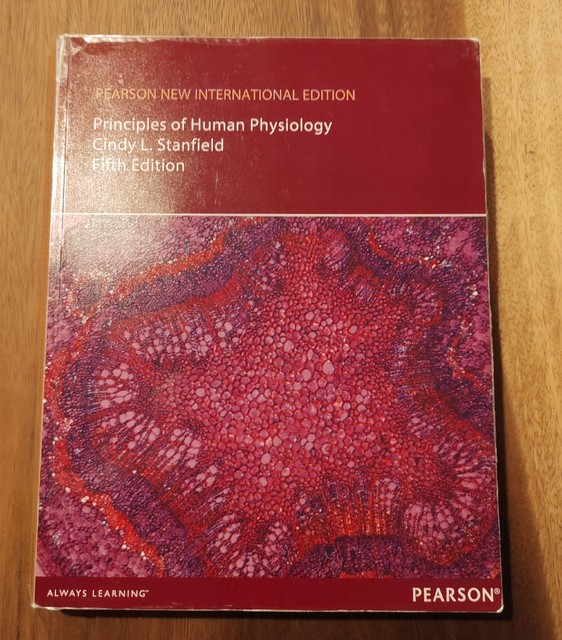 PEARSON NEW INTERNATIONAL EDITION
Principles of Human Physiology
Cindy L. Stanfield
Fifth Edition
ALWAYS LEARNING™
PEARSON®